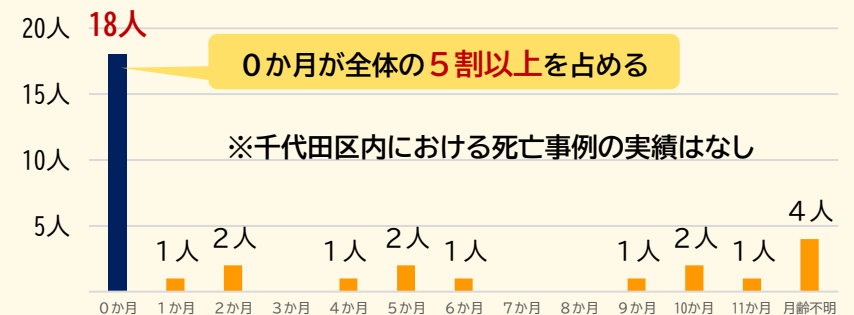 20人
18人
0か月が全体の5割以上を占める
15人
※千代田区内における死亡事例の実績はなし
10人
5人
1人
2人
1人
2人
1人
1人
2人
1人
4人
0か月 1か月 2か月 3か月 4か月 5か月 6か月 7か月 8か月 9か月 10か月 11か月 月齢不明